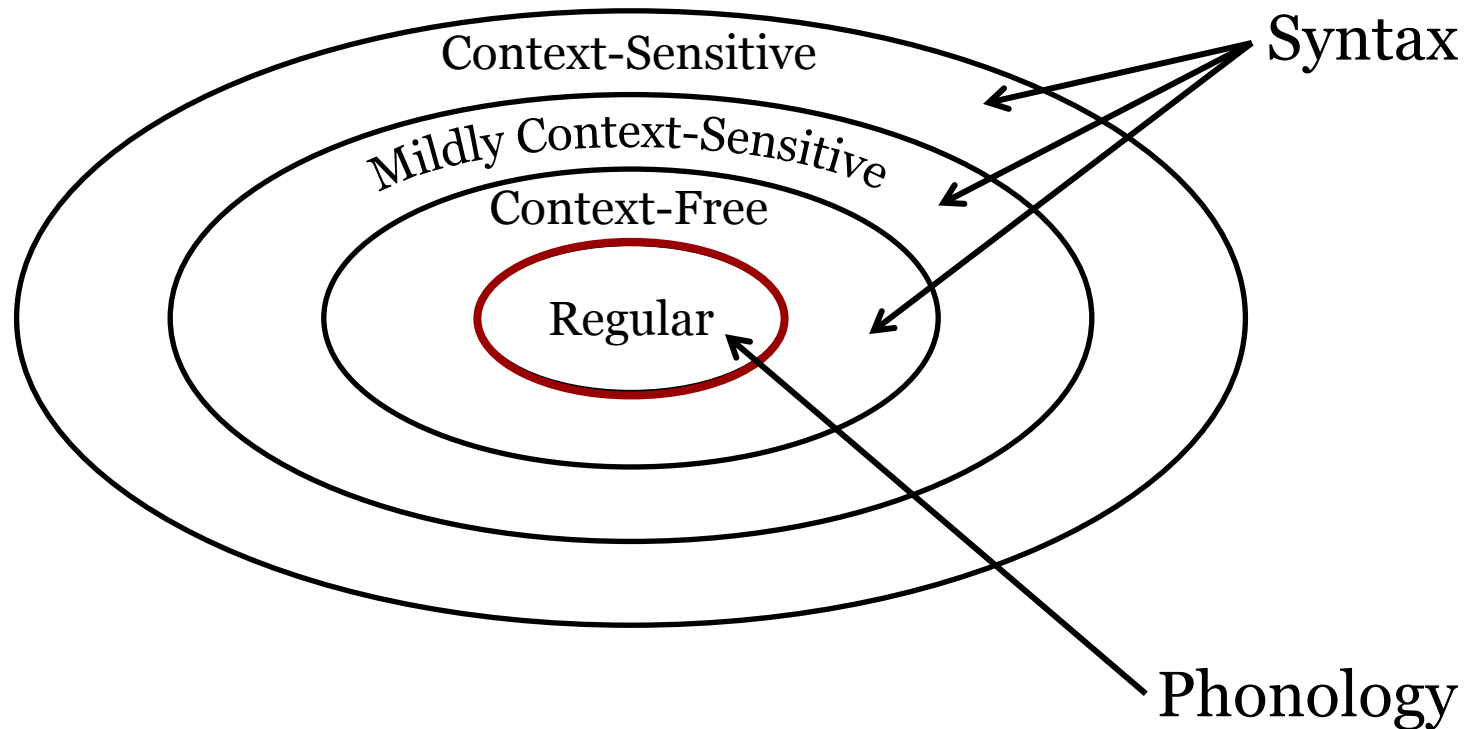 Syntax
Context-Sensitive
Mildly Context-Sensitive
Context-Free
Regular
Phonology